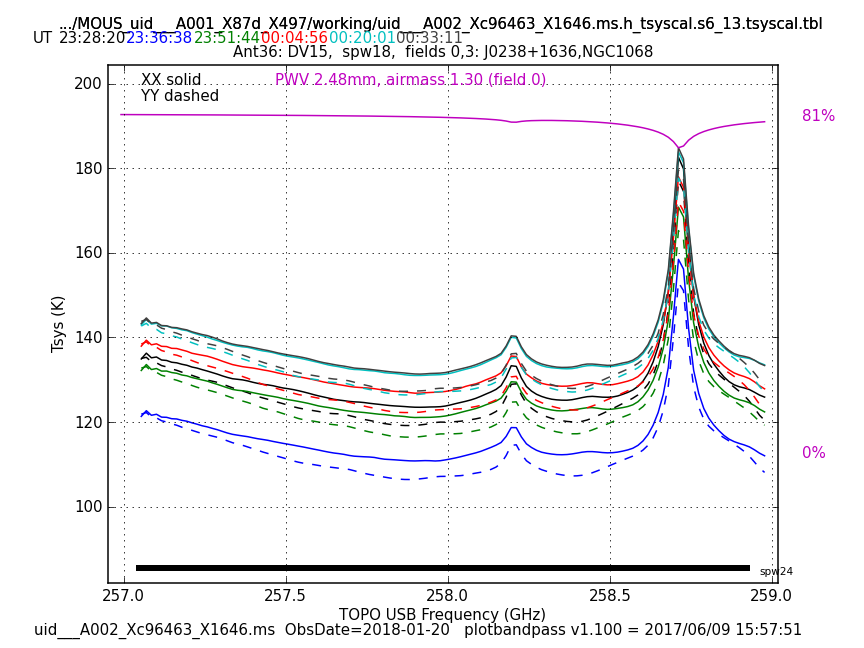 .../MOUS_uid___A001_X87d_X497/working/uid___A002_Xc96463_X1646.ms.h_tsyscal.s6_13.tsyscal.tbl
UT 23:28:20 23:36:38 23:51:44 00:04:56 00:20:01 00:33:11
Ant36: DV15, spw18, fields 0,3: J0238+1636,NGC1068
XX solid
YY dashed
PWV 2.48mm, airmass 1.30 (field 0)
81%
0%
200
180
160
140
120
100
Tsys (K)
spw24
257.0 257.5 258.0 258.5 259.0
TOPO USB Frequency (GHz)
uid___A002_Xc96463_X1646.ms ObsDate=2018-01-20 plotbandpass v1.100 = 2017/06/09 15:57:51